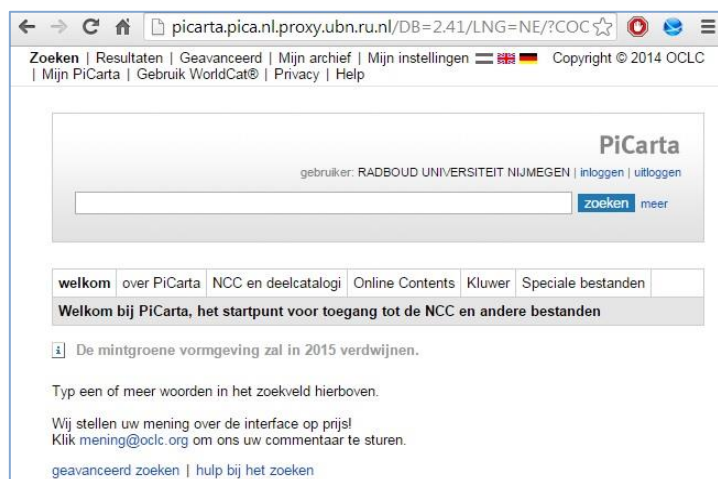 picarta.pica.nl.proxy.ubn.ru.nl/DB=2.41/LNG=NE/?COC
Zoeken | Resultaten | Geavanceerd | Mijn archief | Mijn instellingen Copyright © 2014 OCLC
| Mijn PiCarta | Gebruik WorldCat® | Privacy | Help
PiCarta
gebruiker: RADBOUD UNIVERSITEIT NIJMEGEN | inloggen | uitloggen
zoeken meer
welkom over PiCarta NCC en deelcatalogi Online Contents Kluwer Speciale bestanden
Welkom bij PiCarta, het startpunt voor toegang tot de NCC en andere bestanden
i De mintgroene vormgeving zal in 2015 verdwijnen.
Typ een of meer woorden in het zoekveld hierboven.
Wij stellen uw mening over de interface op prijs!
Klik mening@oclc.org om ons uw commentaar te sturen.
geavanceerd zoeken | hulp bij het zoeken